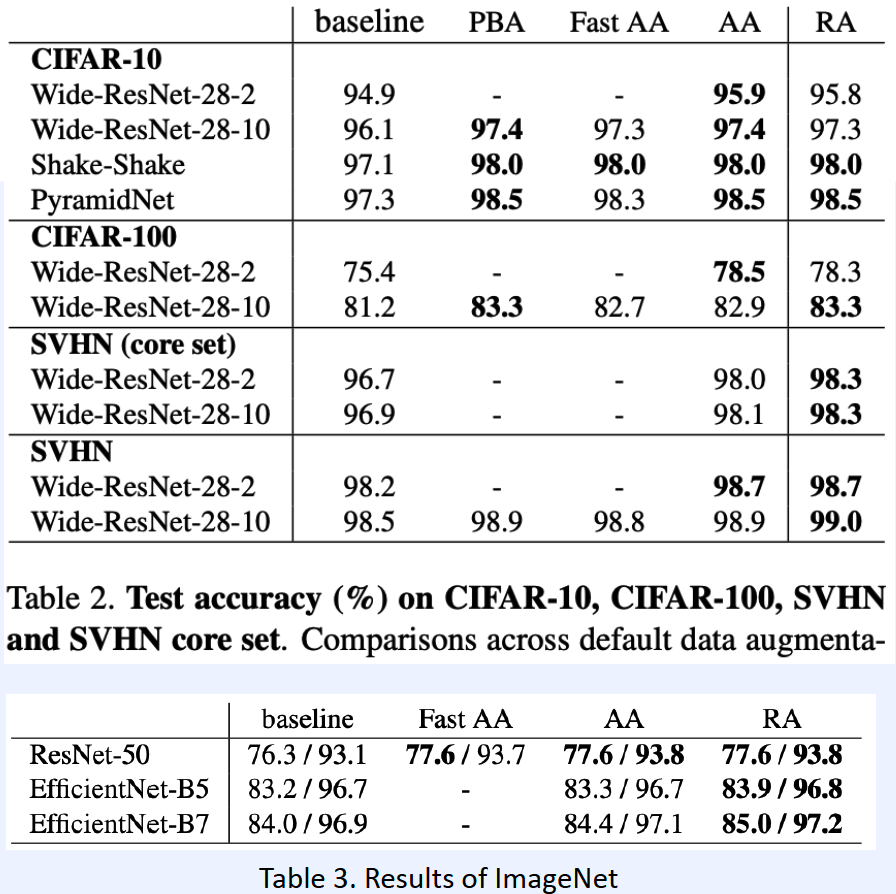 baseline PBA Fast AA AA RA
CIFAR-10
Wide-ResNet-28-2 94.9 - - 95.9 95.8
Wide-ResNet-28-10 96.1 97.4 97.3 97.4 97.3
Shake-Shake 97.1 98.0 98.0 98.0 98.0
PyramidNet 97.3 98.5 98.3 98.5 98.5
CIFAR-100
Wide-ResNet-28-2 75.4 - - 78.5 78.3
Wide-ResNet-28-10 81.2 83.3 82.7 82.9 83.3
SVHN (core set)
Wide-ResNet-28-2 96.7 - - 98.0 98.3
Wide-ResNet-28-10 96.9 - - 98.1 98.3
SVHN
Wide-ResNet-28-2 98.2 - - 98.7 98.7
Wide-ResNet-28-10 98.5 98.9 98.8 98.9 99.0
Table 2. Test accuracy (%) on CIFAR-10, CIFAR-100, SVHN
and SVHN core set. Comparisons across default data augmenta-
baseline Fast AA AA RA
ResNet-50 76.3 / 93.1 77.6 / 93.7 77.6 / 93.8 77.6 / 93.8
EfficientNet-B5 83.2 / 96.7 - 83.3 / 96.7 83.9 / 96.8
EfficientNet-B7 84.0 / 96.9 - 84.4 / 97.1 85.0 / 97.2
Table 3. Results of ImageNet